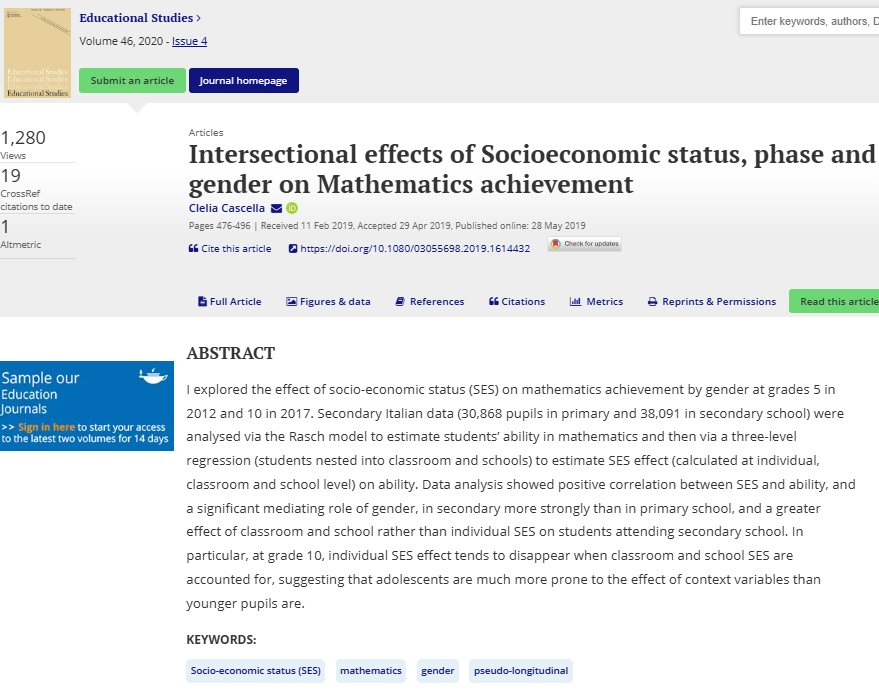 Educational Studies >
Volume 46, 2020 - Issue 4
Enter keywords, authors, D
Educational Studies
Educational Studies
Educational Studies
Educational Studies
Submit an article
Journal homepage
1,280
Views
19
CrossRef
citations to date
1
Altmetric
Articles
Intersectional effects of Socioeconomic status, phase and
gender on Mathematics achievement
Clelia Cascella
Pages 476-496 | Received 11 Feb 2019, Accepted 29 Apr 2019, Published online: 28 May 2019
Cite this article
https://doi.org/10.1080/03055698.2019.1614432
Check for updates
Full Article
Figures & data
References
Citations
Metrics
Reprints & Permissions
Read this article
Sample our
Education
Journals
>> Sign in here to start your access
to the latest two volumes for 14 days
ABSTRACT
I explored the effect of socio-economic status (SES) on mathematics achievement by gender at grades 5 in
2012 and 10 in 2017. Secondary Italian data (30,868 pupils in primary and 38,091 in secondary school) were
analysed via the Rasch model to estimate students’ ability in mathematics and then via a three-level
regression (students nested into classroom and schools) to estimate SES effect (calculated at individual,
classroom and school level) on ability. Data analysis showed positive correlation between SES and ability, and
a significant mediating role of gender, in secondary more strongly than in primary school, and a greater
effect of classroom and school rather than individual SES on students attending secondary school. In
particular, at grade 10, individual SES effect tends to disappear when classroom and school SES are
accounted for, suggesting that adolescents are much more prone to the effect of context variables than
younger pupils are.
KEYWORDS:
Socio-economic status (SES)
mathematics
gender
pseudo-longitudinal